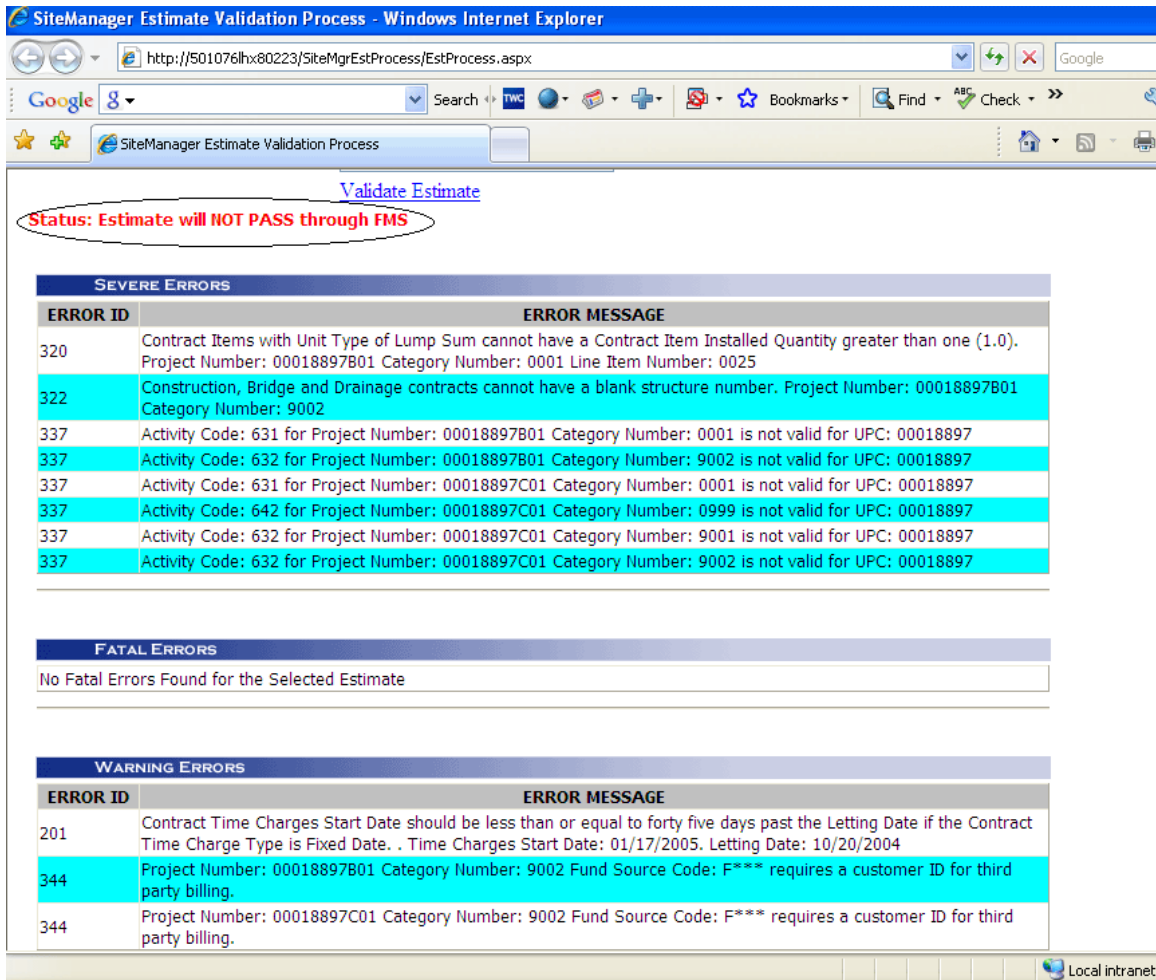 SiteManager Estimate Validation Process - Windows Internet Explorer
http://501076lhx80223/SiteMgrEstProcess/EstProcess.aspx
Google
Google
Search
TWC
Bookmarks
Find
ABC
Check
SiteManager Estimate Validation Process
Validate Estimate
Status: Estimate will NOT PASS through FMS
SEVERE ERRORS
ERROR ID ERROR MESSAGE
320 Contract Items with Unit Type of Lump Sum cannot have a Contract Item Installed Quantity greater than one (1.0).
Project Number: 00018897B01 Category Number: 0001 Line Item Number: 0025
322 Construction, Bridge and Drainage contracts cannot have a blank structure number. Project Number: 00018897B01
Category Number: 9002
337 Activity Code: 631 for Project Number: 00018897B01 Category Number: 0001 is not valid for UPC: 00018897
337 Activity Code: 632 for Project Number: 00018897B01 Category Number: 9002 is not valid for UPC: 00018897
337 Activity Code: 631 for Project Number: 00018897C01 Category Number: 0001 is not valid for UPC: 00018897
337 Activity Code: 642 for Project Number: 00018897C01 Category Number: 0999 is not valid for UPC: 00018897
337 Activity Code: 632 for Project Number: 00018897C01 Category Number: 9001 is not valid for UPC: 00018897
337 Activity Code: 632 for Project Number: 00018897C01 Category Number: 9002 is not valid for UPC: 00018897
FATAL ERRORS
No Fatal Errors Found for the Selected Estimate
WARNING ERRORS
ERROR ID ERROR MESSAGE
201 Contract Time Charges Start Date should be less than or equal to forty five days past the Letting Date if the Contract
Time Charge Type is Fixed Date. . Time Charges Start Date: 01/17/2005. Letting Date: 10/20/2004
344 Project Number: 00018897B01 Category Number: 9002 Fund Source Code: F*** requires a customer ID for third
party billing.
344 Project Number: 00018897C01 Category Number: 9002 Fund Source Code: F*** requires a customer ID for third
party billing.
Local intranet